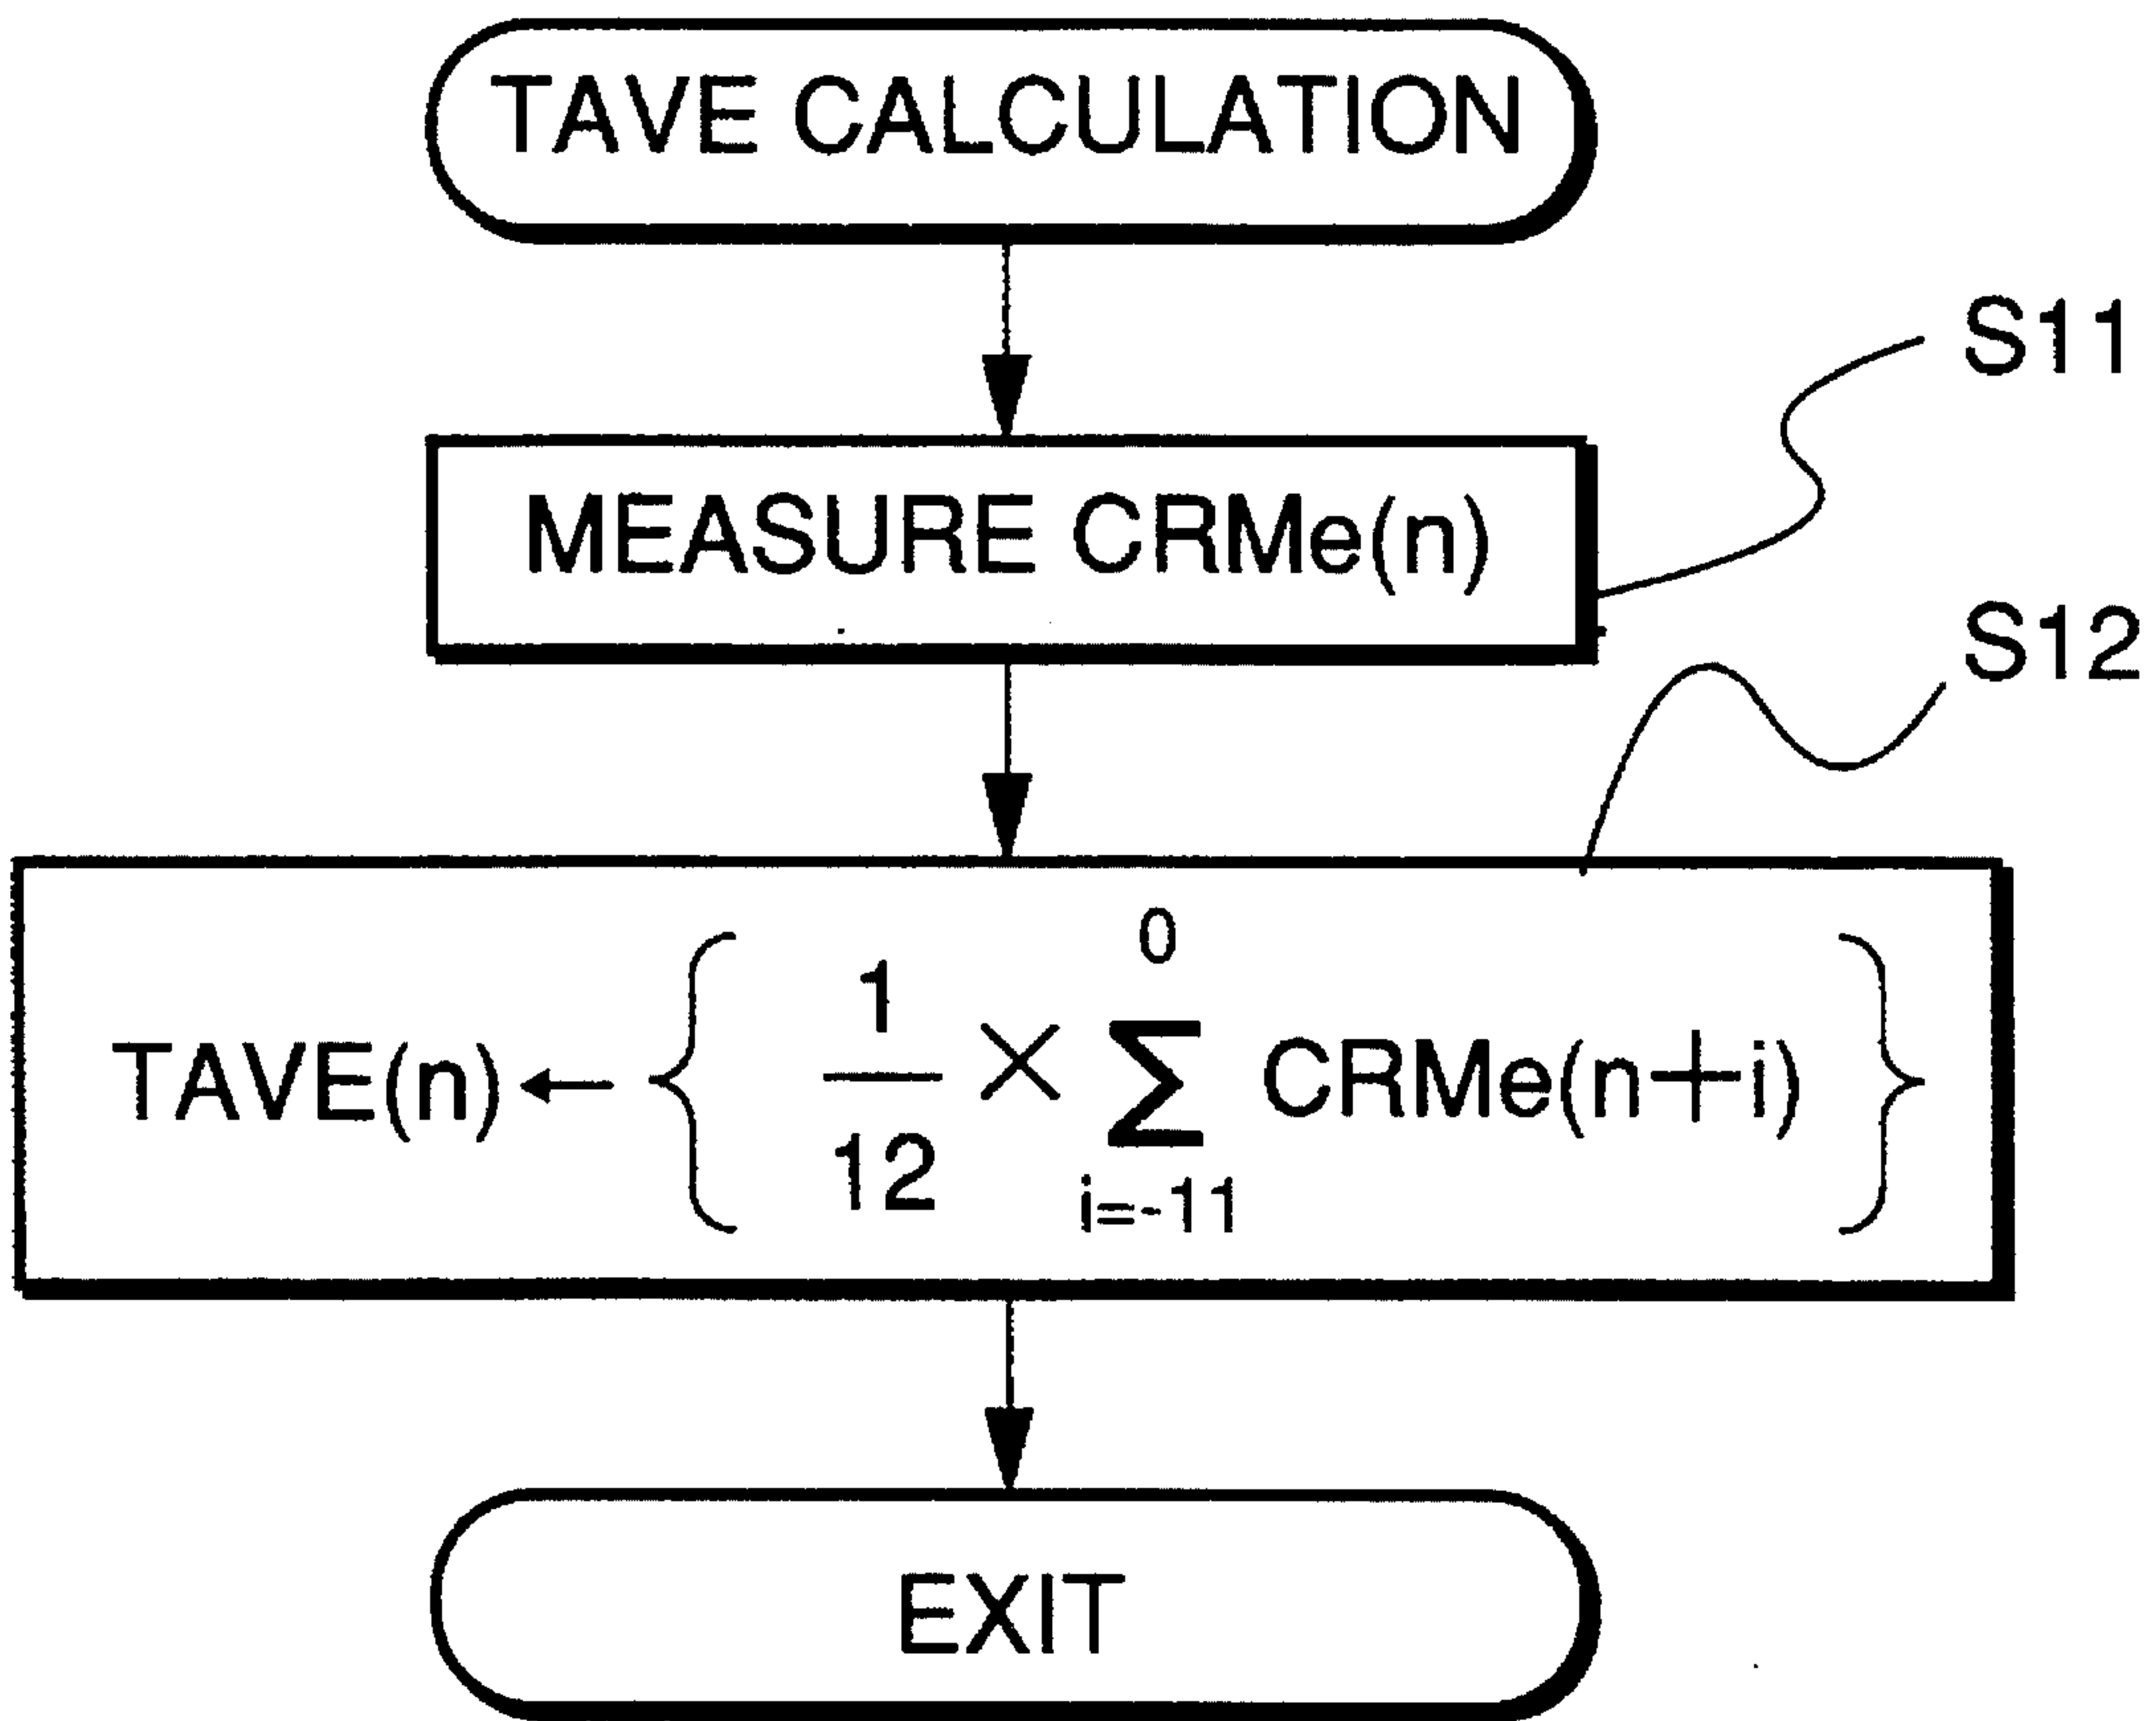 TAVE CALCULATION
S11
MEASURE CRMe(n)
S12
TAVE(n) ← { 1/12 × Σ i=-11 0 CRMe(n+i) }
EXIT